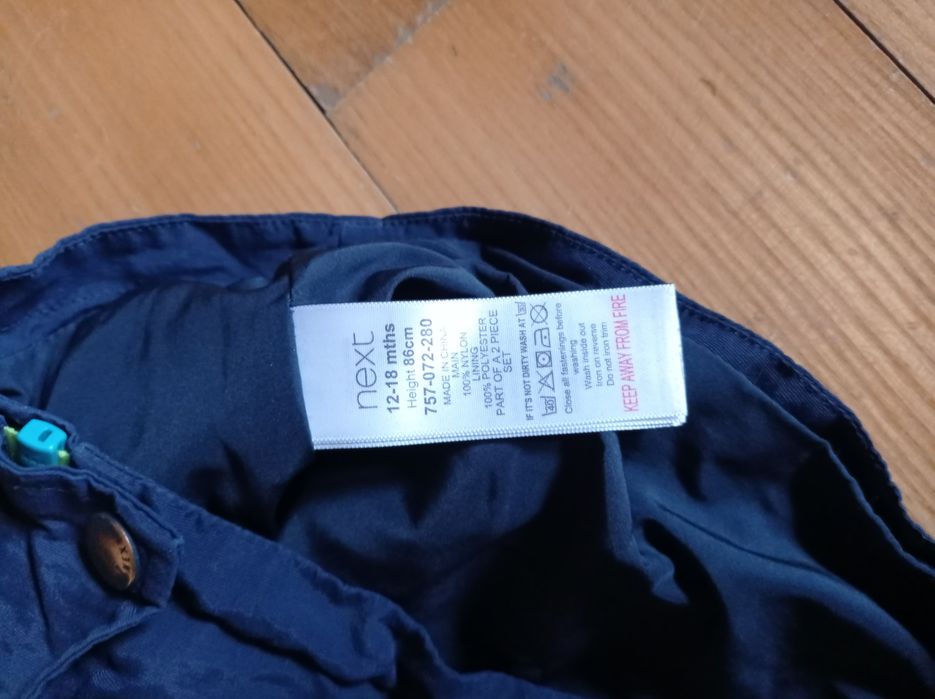 next
12-18 mths
Height 86cm
757-072-280
MADE IN CHINA
MAIN
100% NYLON
LINING
100% POLYESTER
PART OF A 2 PIECE
SET
IF IT'S NOT DIRTY WASH AT 30
40
Close all fastenings before
washing
Wash inside out
Iron on reverse
Do not iron trim
KEEP AWAY FROM FIRE